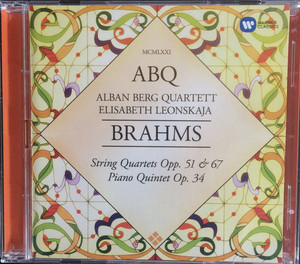 MCMLXXI
ABQ
ALBAN BERG QUARTETT
ELISABETH LEONSKAJA
BRAHMS
String Quartets Opp. 51 & 67
Piano Quintet Op. 34